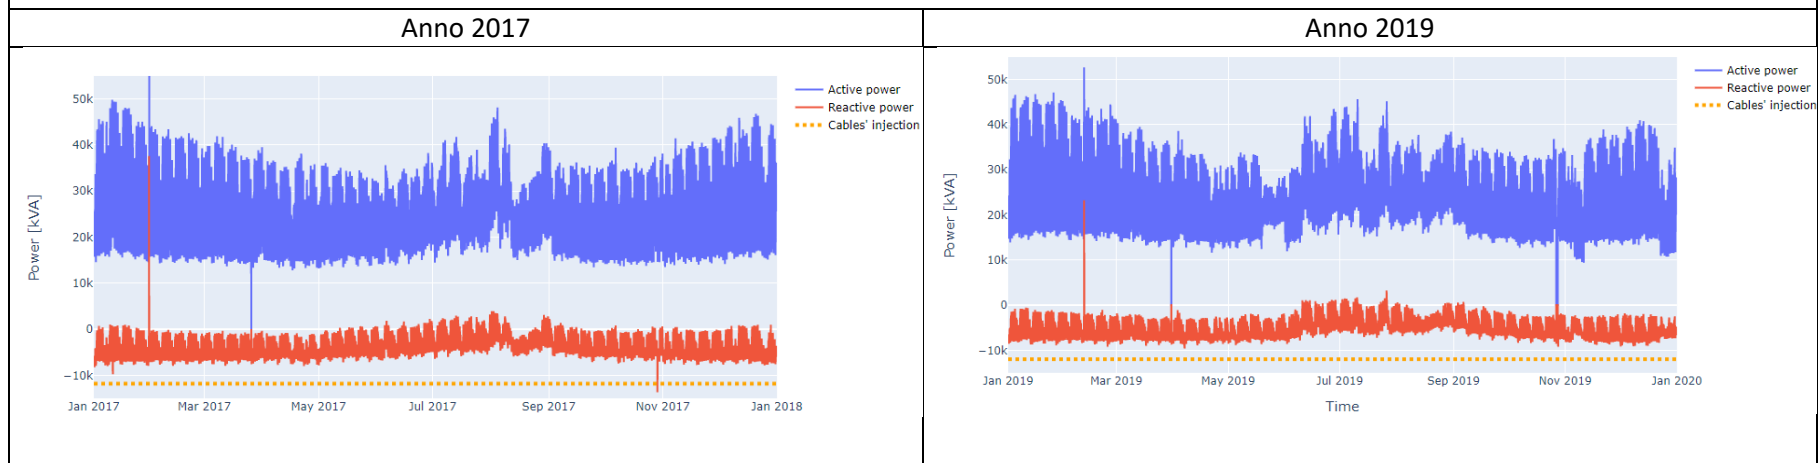 Anno 2017
Anno 2019
50k
40k
30k
20k
10k
0
−10k
Power [kVA]
Jan 2017 Mar 2017 May 2017 Jul 2017 Sep 2017 Nov 2017 Jan 2018
Active power
Reactive power
Cables' injection
50k
40k
30k
20k
10k
0
−10k
Power [kVA]
Jan 2019 Mar 2019 May 2019 Jul 2019 Sep 2019 Nov 2019 Jan 2020
Time
Active power
Reactive power
Cables' injection